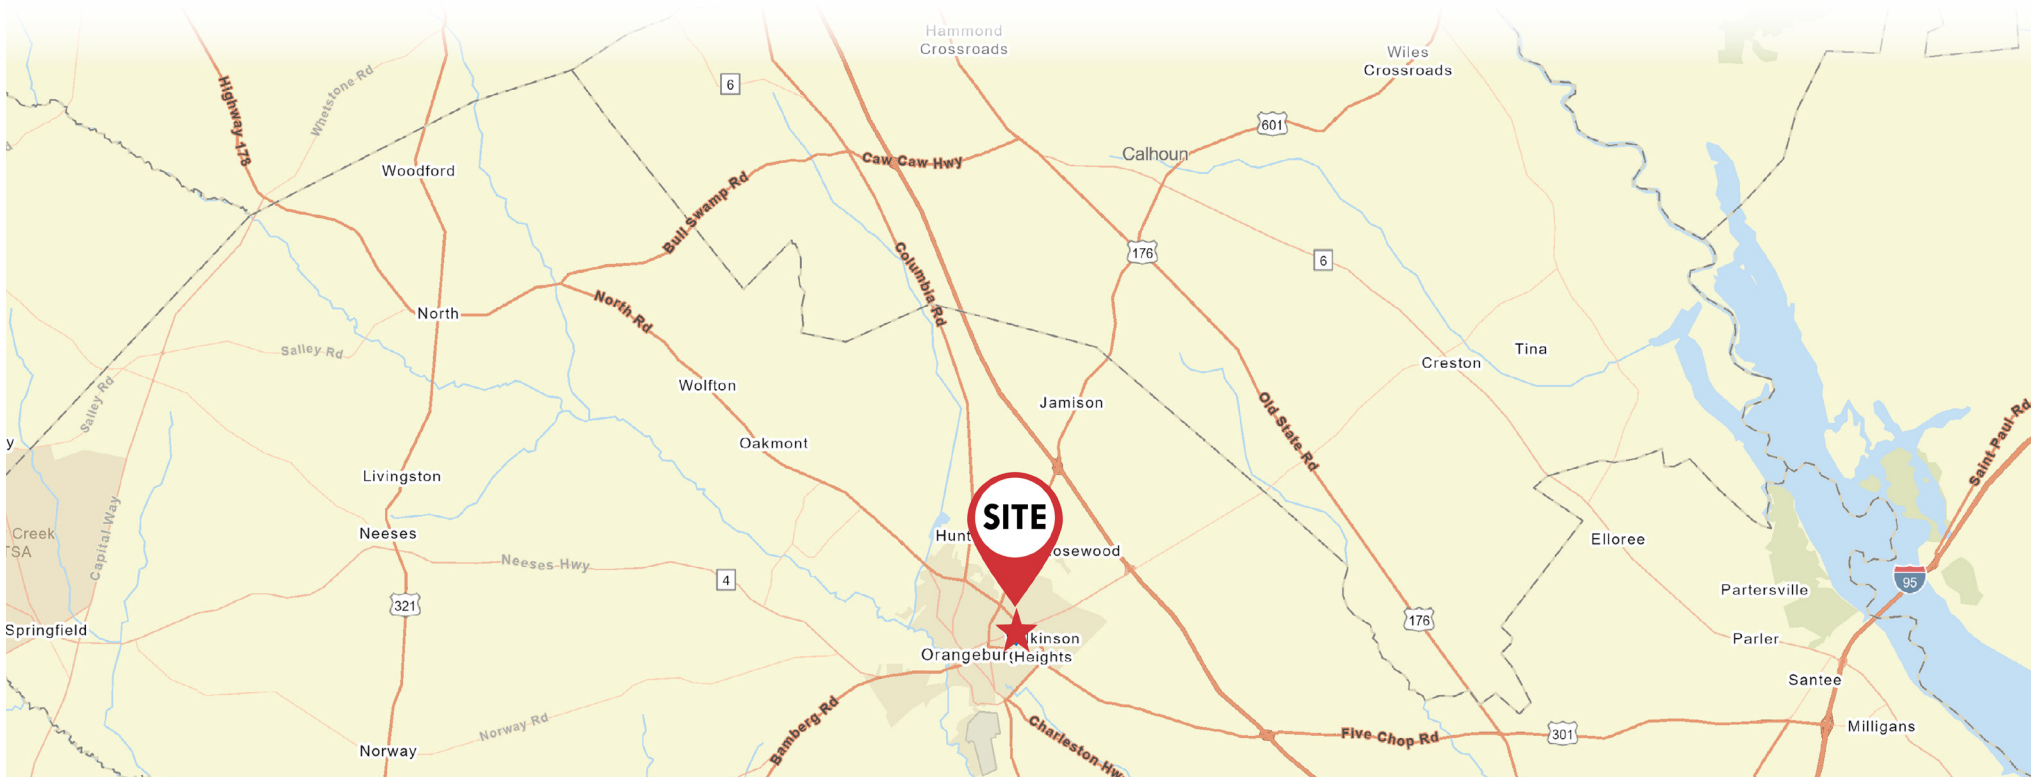 Hammond
Crossroads
Wiles
Crossroads
6
Highway 178
Whetstone Rd
601
Caw Caw Hwy
Calhoun
Woodford
Bull Swamp Rd
176
6
Columbia Rd
North Rd
North
Salley Rd
Tina
Creston
Wolfton
Salley Rd
Jamison
Old State Rd
Saint Paul Rd
Oakmont
y
Livingston
SITE
Capital Way
Neeses
Creek
TSA
Hunt
osewood
Elloree
Neeses Hwy
4
95
Partersville
321
176
Springfield
kinson
Heights
Orangebur
Parler
Santee
Bamberg Rd
Norway Rd
Milligans
Charleston Hw
Five Chop Rd
301
Norway